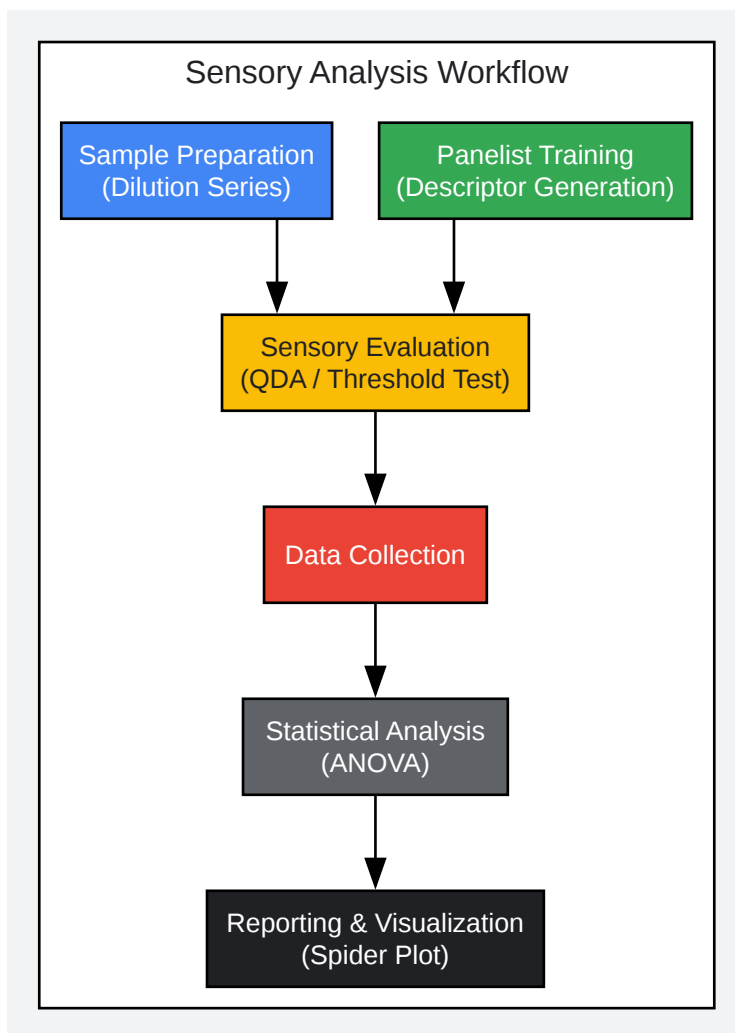 Sensory Analysis Workflow
Sample Preparation
(Dilution Series)
Panelist Training
(Descriptor Generation)
Sensory Evaluation
(QDA / Threshold Test)
Data Collection
Statistical Analysis
(ANOVA)
Reporting & Visualization
(Spider Plot)